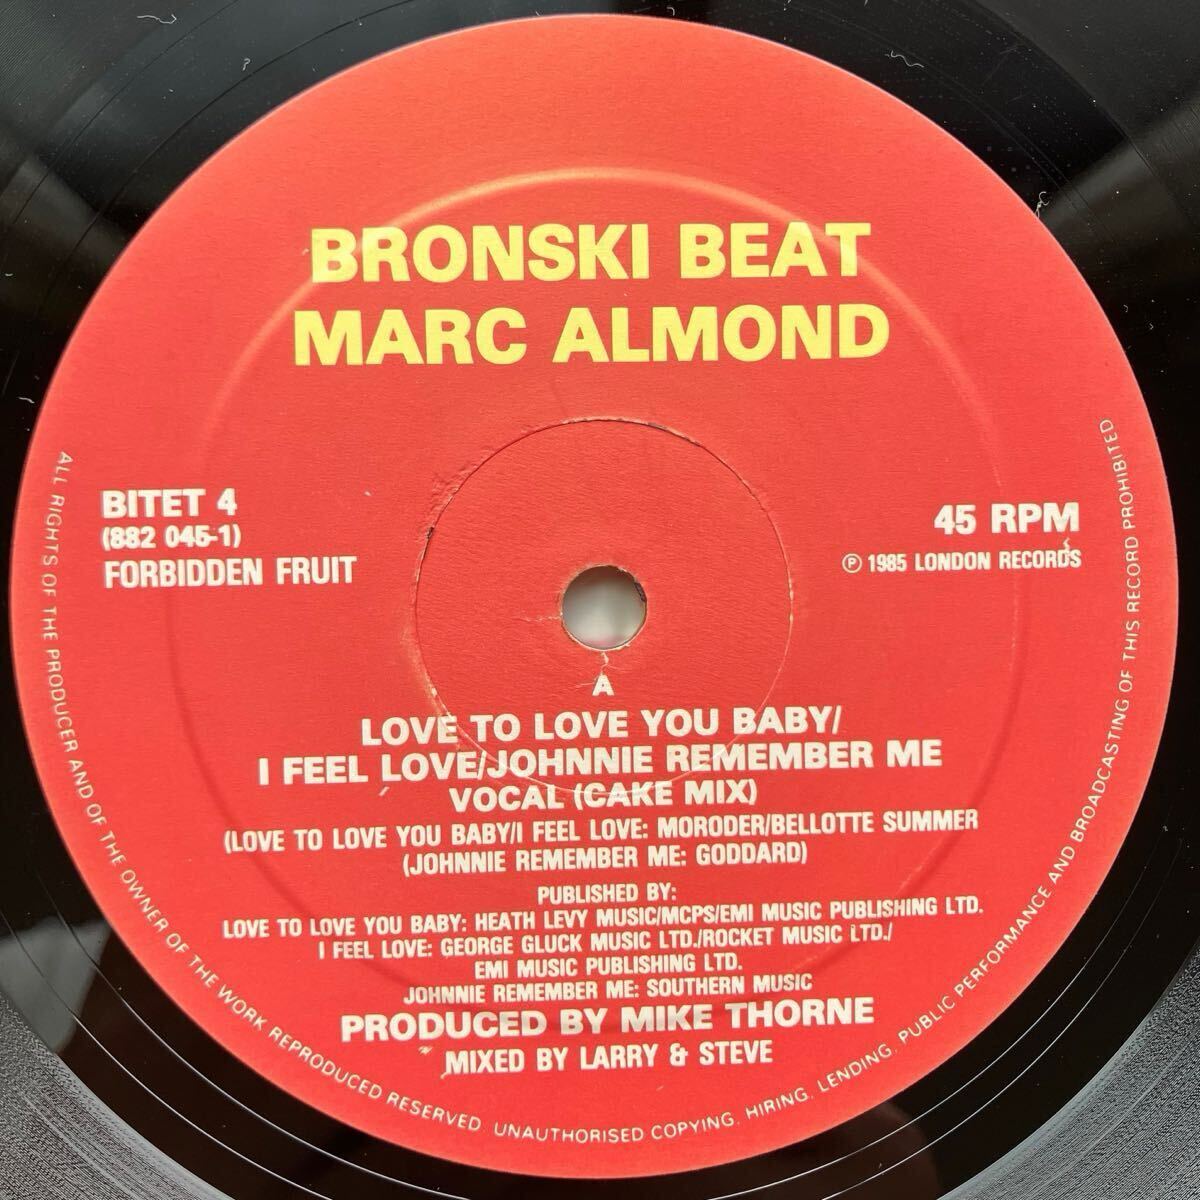 BRONSKI BEAT
MARC ALMOND
BITET 4
(882 045-1)
FORBIDDEN FRUIT
45 RPM
℗ 1985 LONDON RECORDS
A
LOVE TO LOVE YOU BABY/
I FEEL LOVE/JOHNNIE REMEMBER ME
VOCAL (CAKE MIX)
(LOVE TO LOVE YOU BABY/I FEEL LOVE: MORODER/BELLOTTE SUMMER
(JOHNNIE REMEMBER ME: GODDARD)
PUBLISHED BY:
LOVE TO LOVE YOU BABY: HEATH LEVY MUSIC/MCPS/EMI MUSIC PUBLISHING LTD.
I FEEL LOVE: GEORGE GLUCK MUSIC LTD./ROCKET MUSIC LTD./
EMI MUSIC PUBLISHING LTD.
JOHNNIE REMEMBER ME: SOUTHERN MUSIC
PRODUCED BY MIKE THORNE
MIXED BY LARRY & STEVE
ALL RIGHTS OF THE PRODUCER AND OF THE OWNER OF THE WORK REPRODUCED RESERVED. UNAUTHORISED COPYING, HIRING, LENDING, PUBLIC PERFORMANCE AND BROADCASTING OF THIS RECORD PROHIBITED